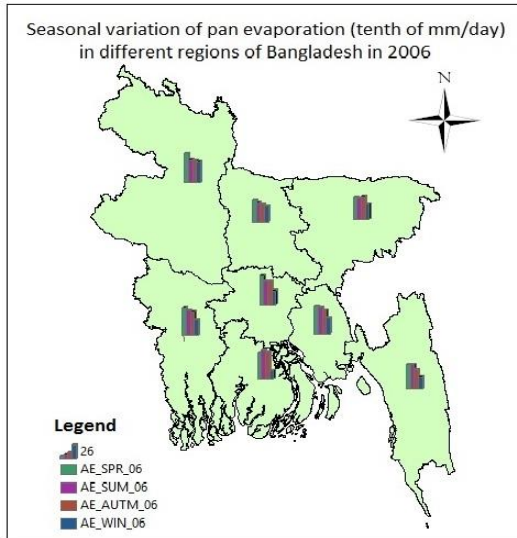 Seasonal variation of pan evaporation (tenth of mm/day)
in different regions of Bangladesh in 2006
N
Legend
26
AE_SPR_06
AE_SUM_06
AE_AUTM_06
AE_WIN_06